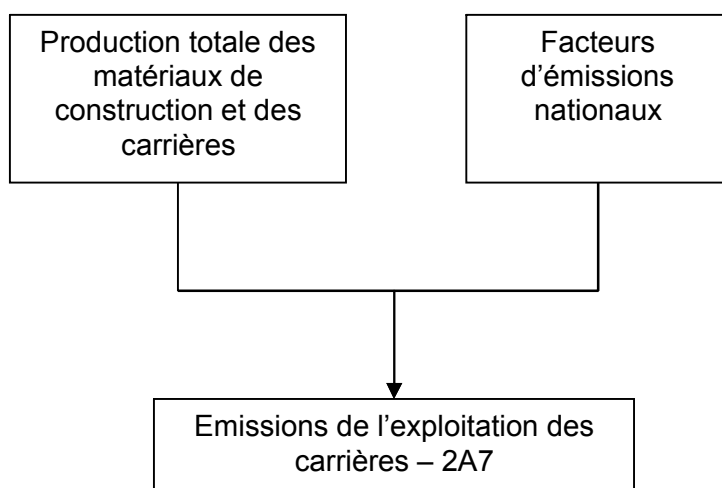 Production totale des
matériaux de
construction et des
carrières
Facteurs
d’émissions
nationaux
Emissions de l’exploitation des
carrières – 2A7